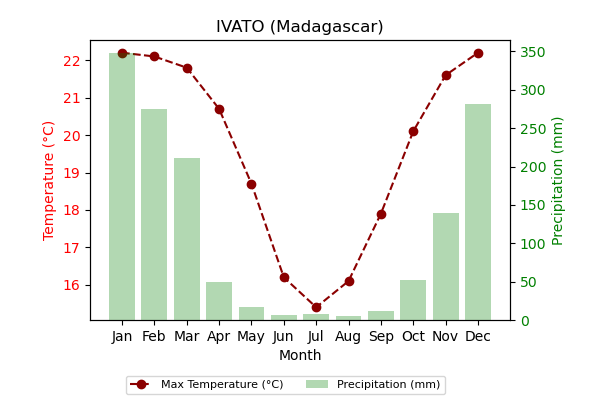 IVATO (Madagascar)
Temperature (°C)
22
21
20
19
18
17
16
350
300
250
200
150
100
50
0
Precipitation (mm)
Jan Feb Mar Apr May Jun Jul Aug Sep Oct Nov Dec
Month
Max Temperature (°C) Precipitation (mm)